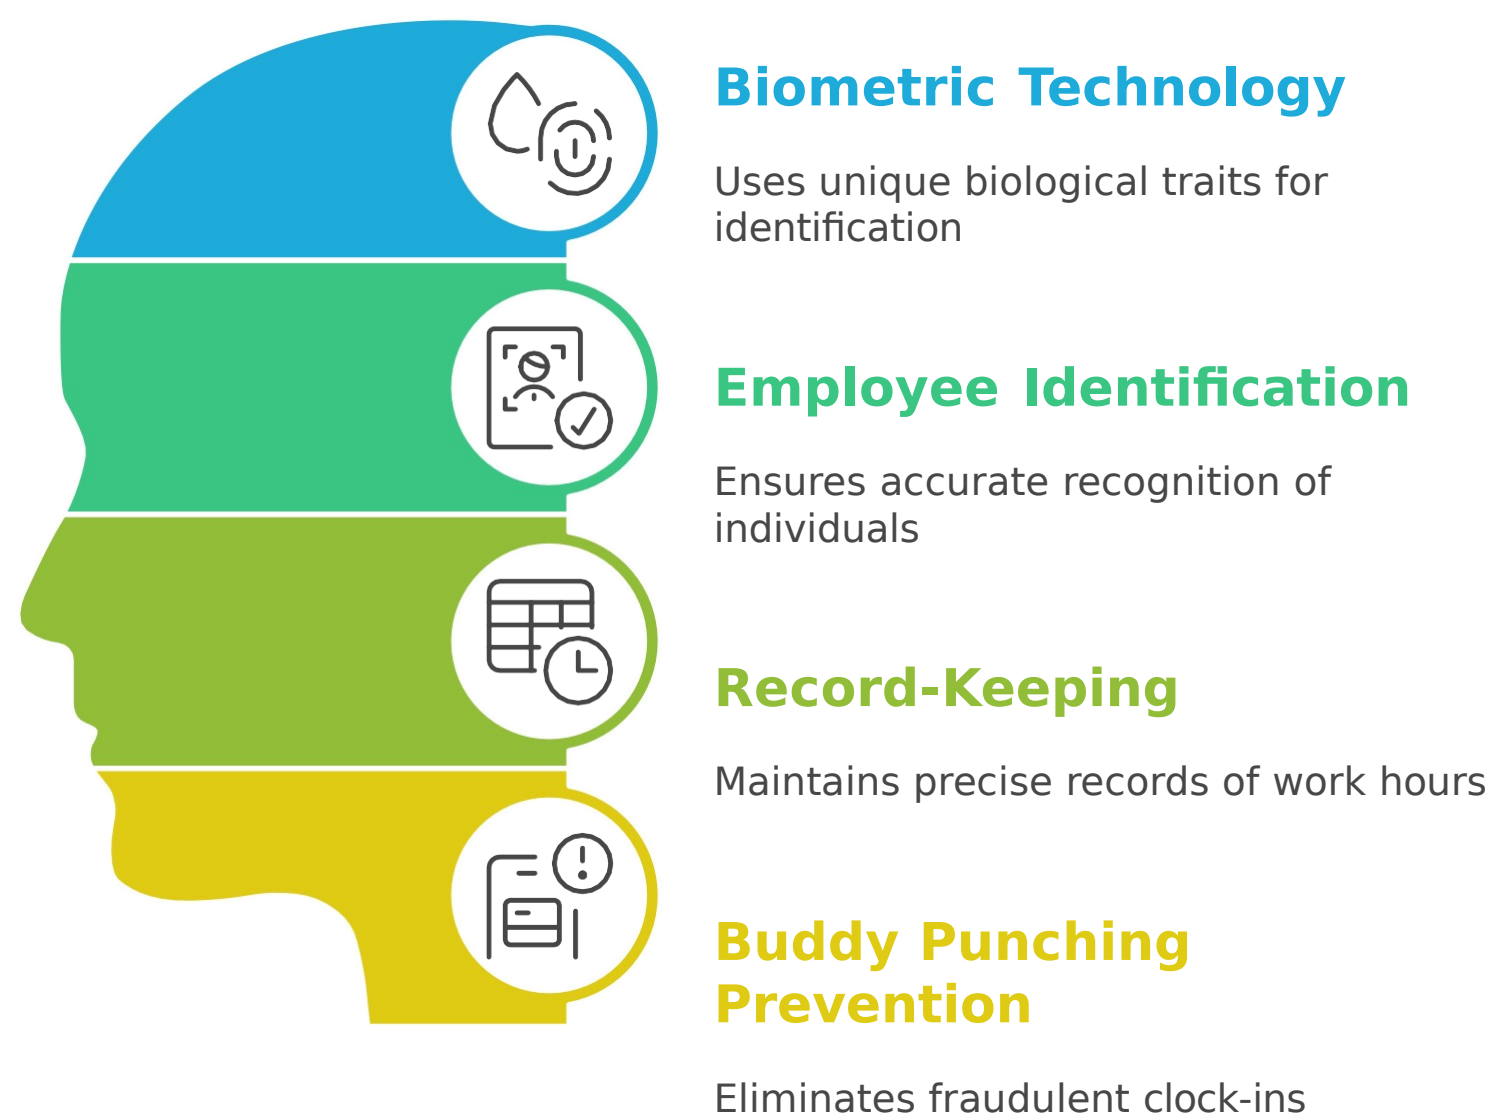 Biometric Technology
Uses unique biological traits for
identification
Employee Identification
Ensures accurate recognition of
individuals
Record-Keeping
Maintains precise records of work hours
Buddy Punching
Prevention
Eliminates fraudulent clock-ins